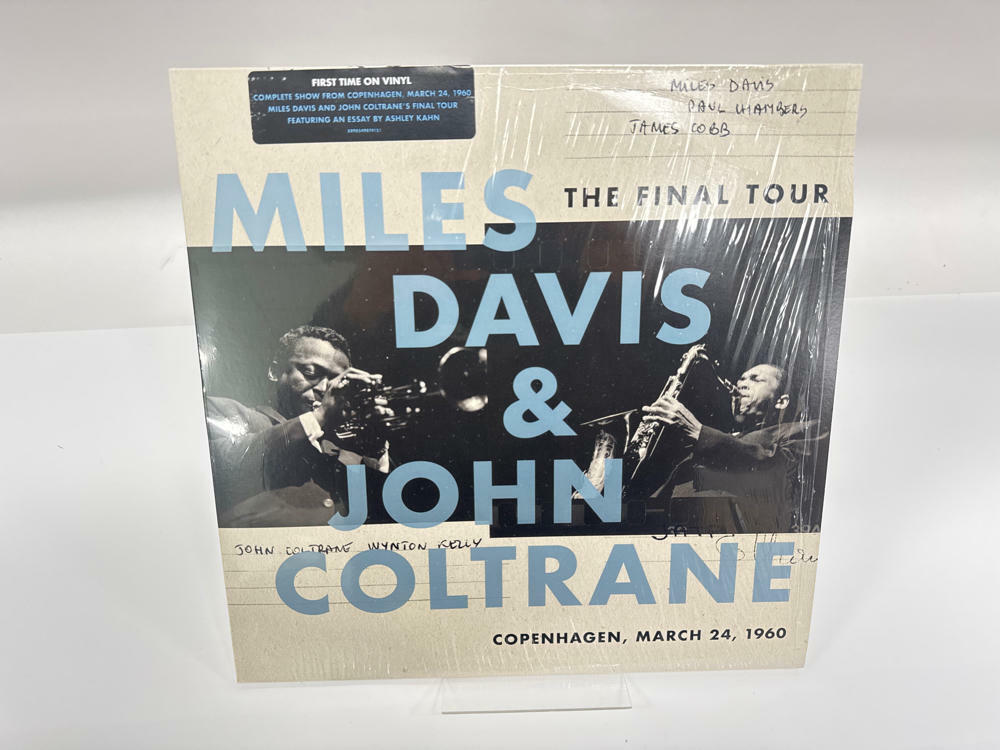 FIRST TIME ON VINYL
COMPLETE SHOW FROM COPENHAGEN, MARCH 24, 1960
MILES DAVIS AND JOHN COLTRANE'S FINAL TOUR
FEATURING AN ESSAY BY ASHLEY KAHN
MILES DAVIS
PAUL CHAMBERS
JAMES COBB
THE FINAL TOUR
MILES
DAVIS
&
JOHN
JOHN COLTRANE WYNTON KELLY
COLTRANE
COPENHAGEN, MARCH 24, 1960